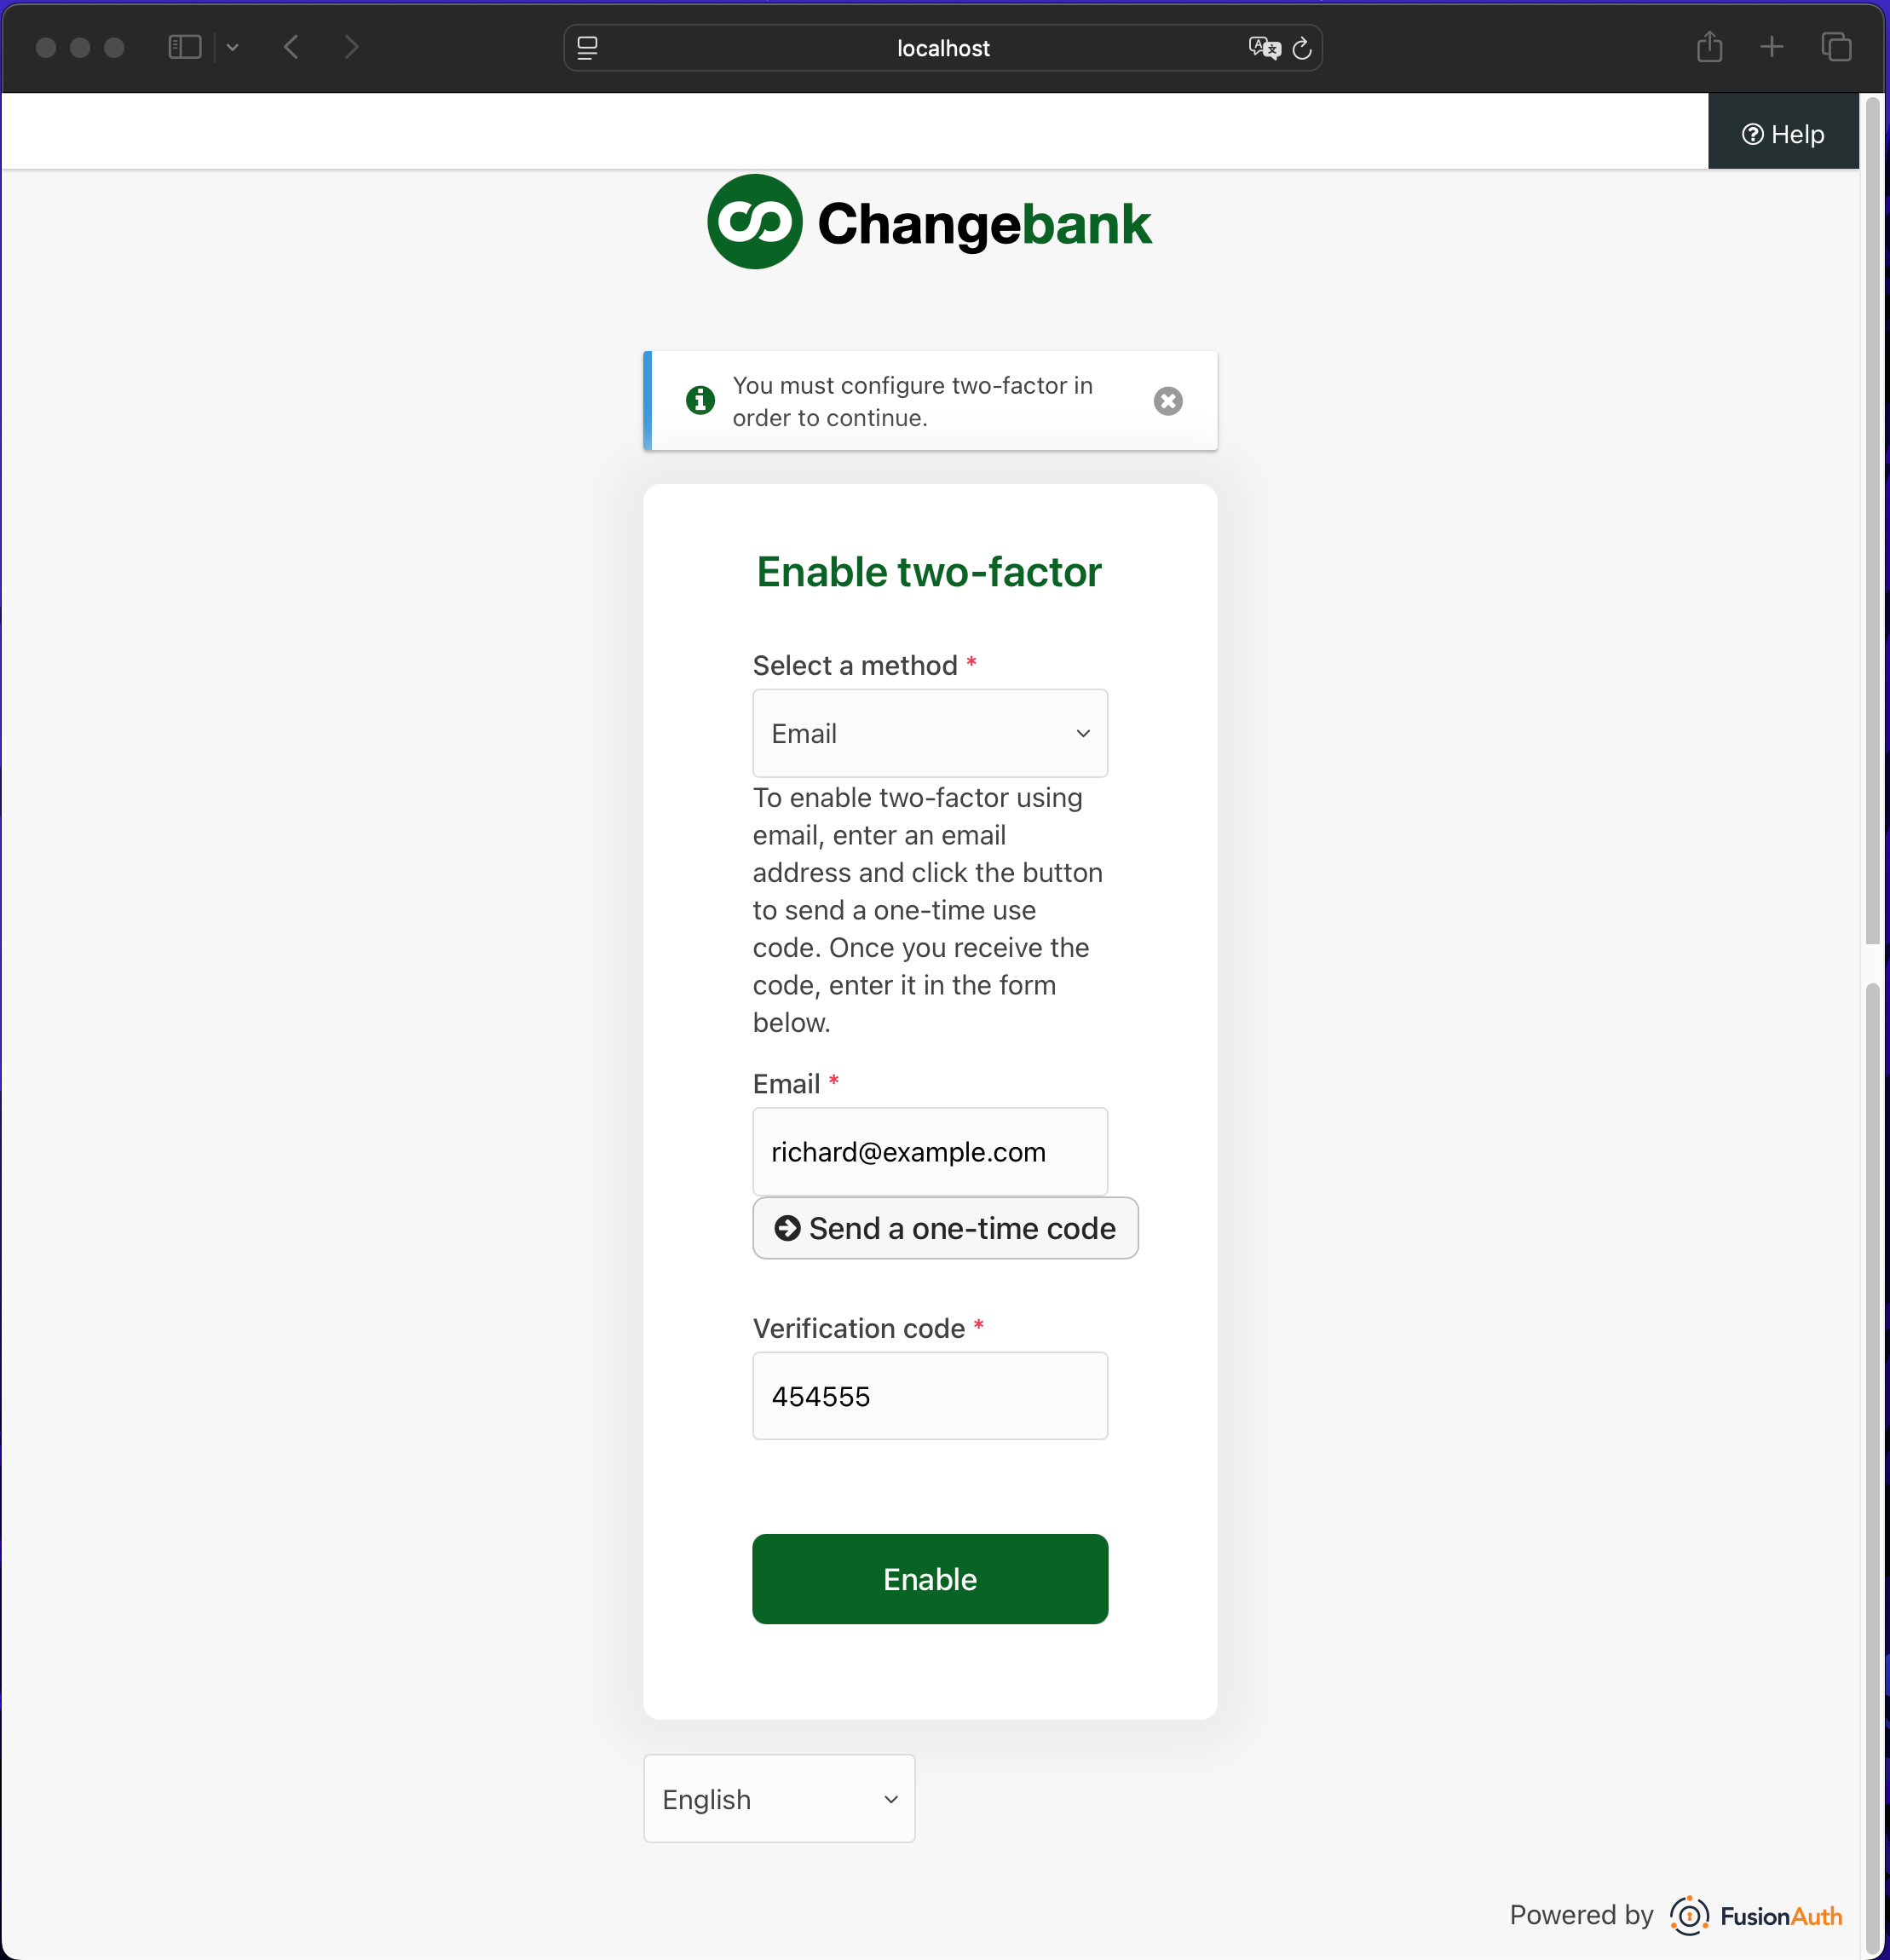 localhost
Help
Changebank
You must configure two-factor in
order to continue.
Enable two-factor
Select a method *
Email
To enable two-factor using
email, enter an email
address and click the button
to send a one-time use
code. Once you receive the
code, enter it in the form
below.
Email *
richard@example.com
Send a one-time code
Verification code *
454555
Enable
English
Powered by FusionAuth